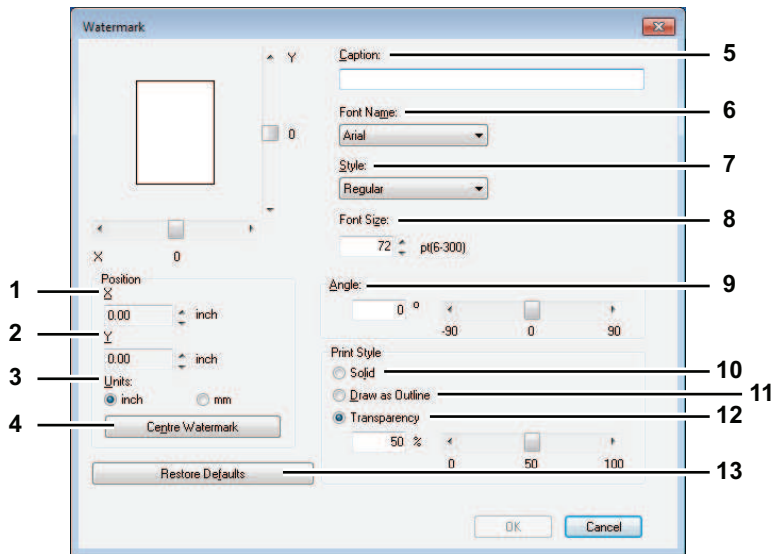 Watermark
Y
0
X 0
Position
X
0.00 inch
Y
0.00 inch
Units:
inch mm
Centre Watermark
Restore Defaults
Caption:
Font Name:
Arial
Style:
Regular
Font Size:
72 pt(6-300)
Angle:
0 °
-90 0 90
Print Style
Solid
Draw as Outline
Transparency
50 %
0 50 100
OK Cancel
1
2
3
4
5
6
7
8
9
10
11
12
13